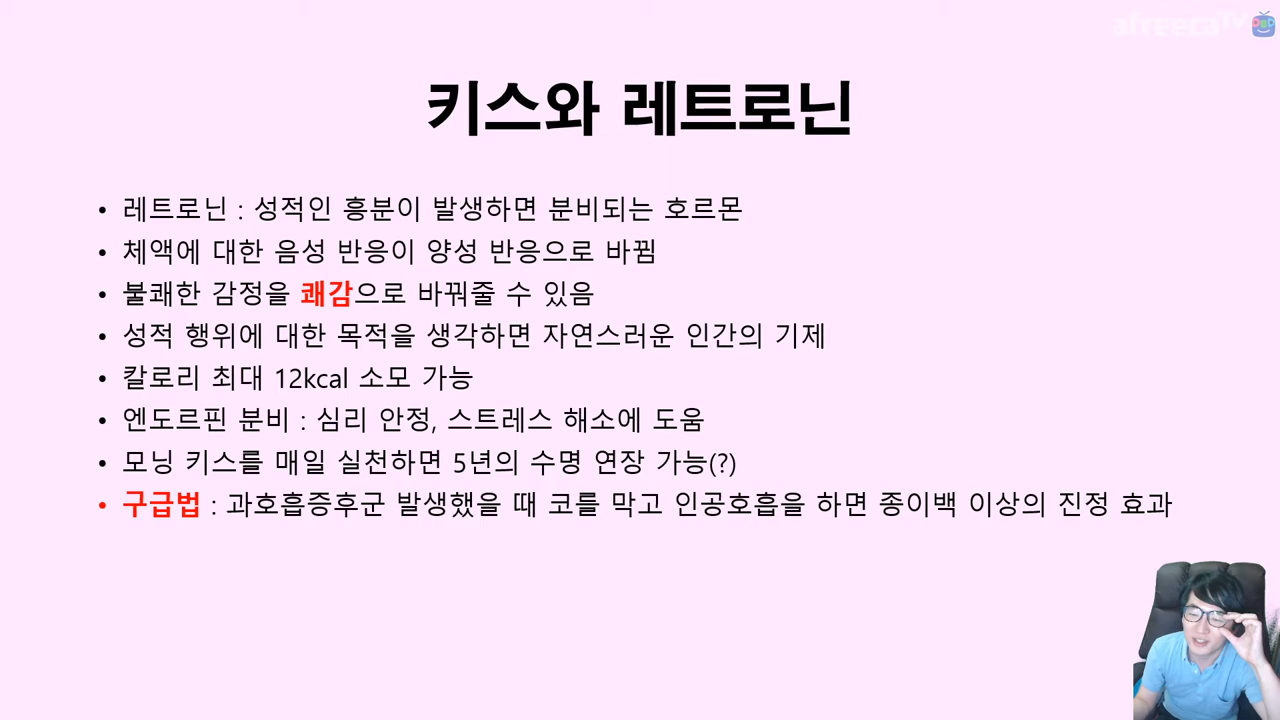 afreecaTV
키스와 레트로닌
• 레트로닌 : 성적인 흥분이 발생하면 분비되는 호르몬
• 체액에 대한 음성 반응이 양성 반응으로 바뀜
• 불쾌한 감정을 쾌감으로 바꿔줄 수 있음
• 성적 행위에 대한 목적을 생각하면 자연스러운 인간의 기제
• 칼로리 최대 12kcal 소모 가능
• 엔도르핀 분비 : 심리 안정, 스트레스 해소에 도움
• 모닝 키스를 매일 실천하면 5년의 수명 연장 가능(?)
• 구급법 : 과호흡증후군 발생했을 때 코를 막고 인공호흡을 하면 종이백 이상의 진정 효과